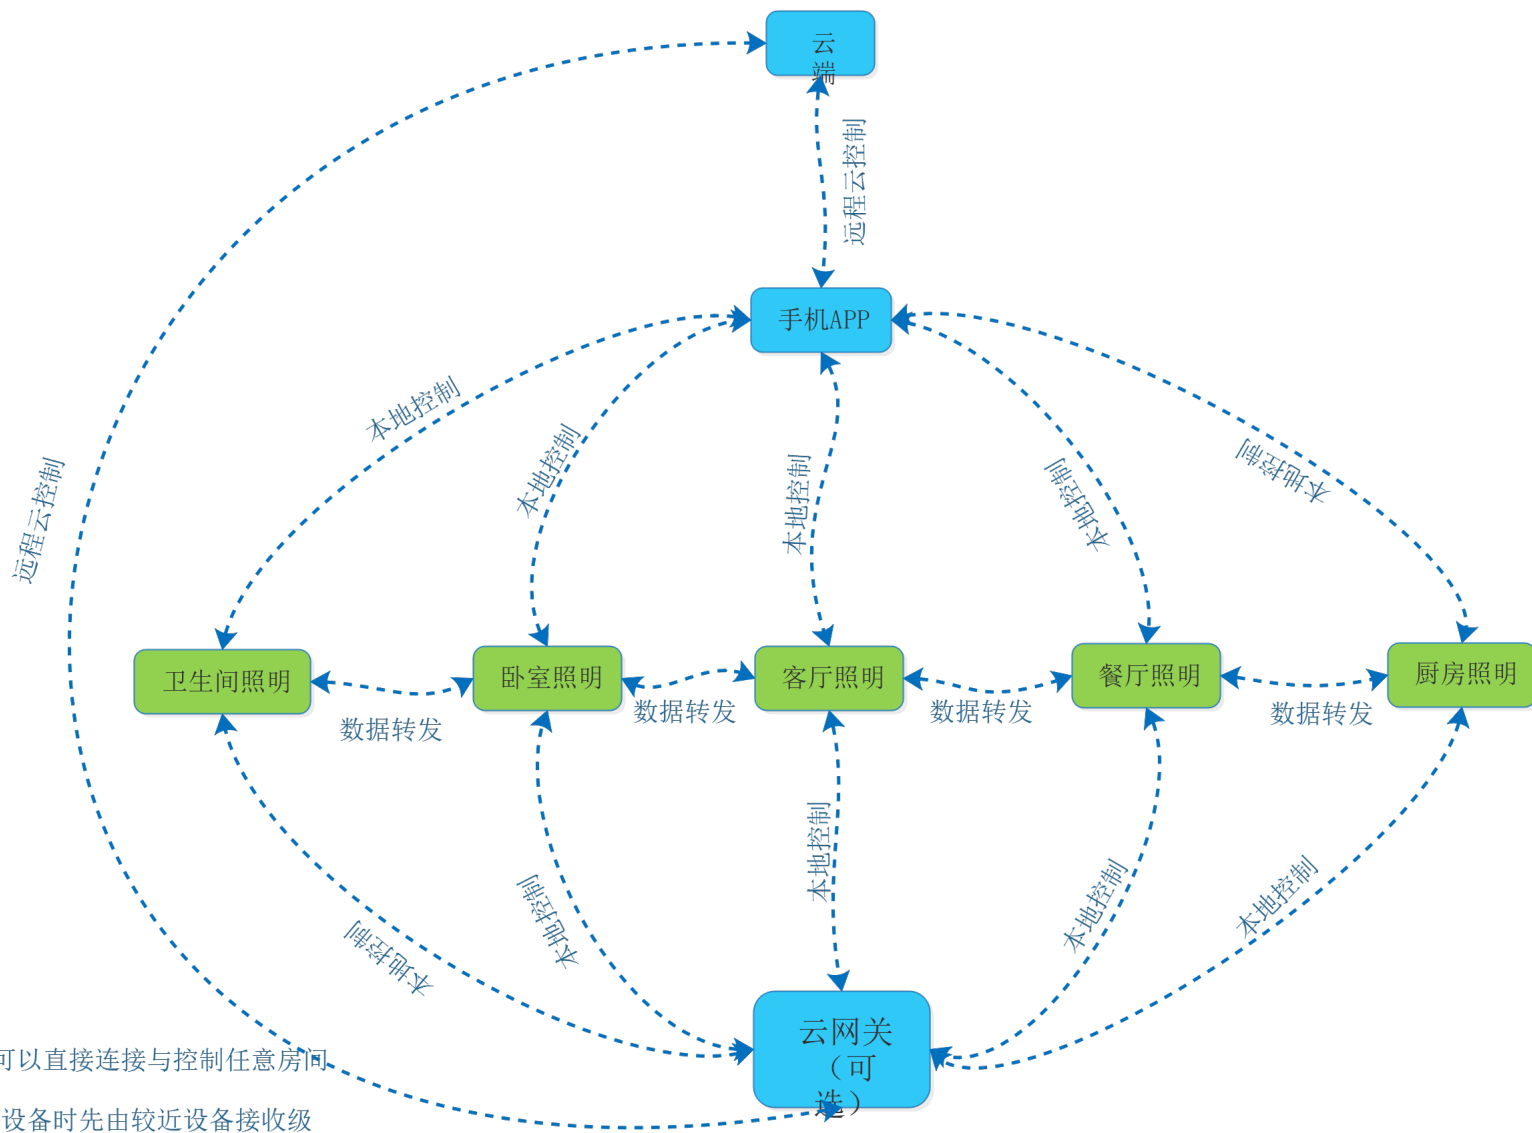 云
端
远程云控制
手机APP
本地控制
本地控制
本地控制
本地控制
本地控制
远程云控制
卫生间照明
卧室照明
客厅照明
餐厅照明
厨房照明
数据转发
数据转发
数据转发
数据转发
本地控制
本地控制
本地控制
本地控制
本地控制
云网关
（可
选）
可以直接连接与控制任意房间
设备时先由较近设备接收级